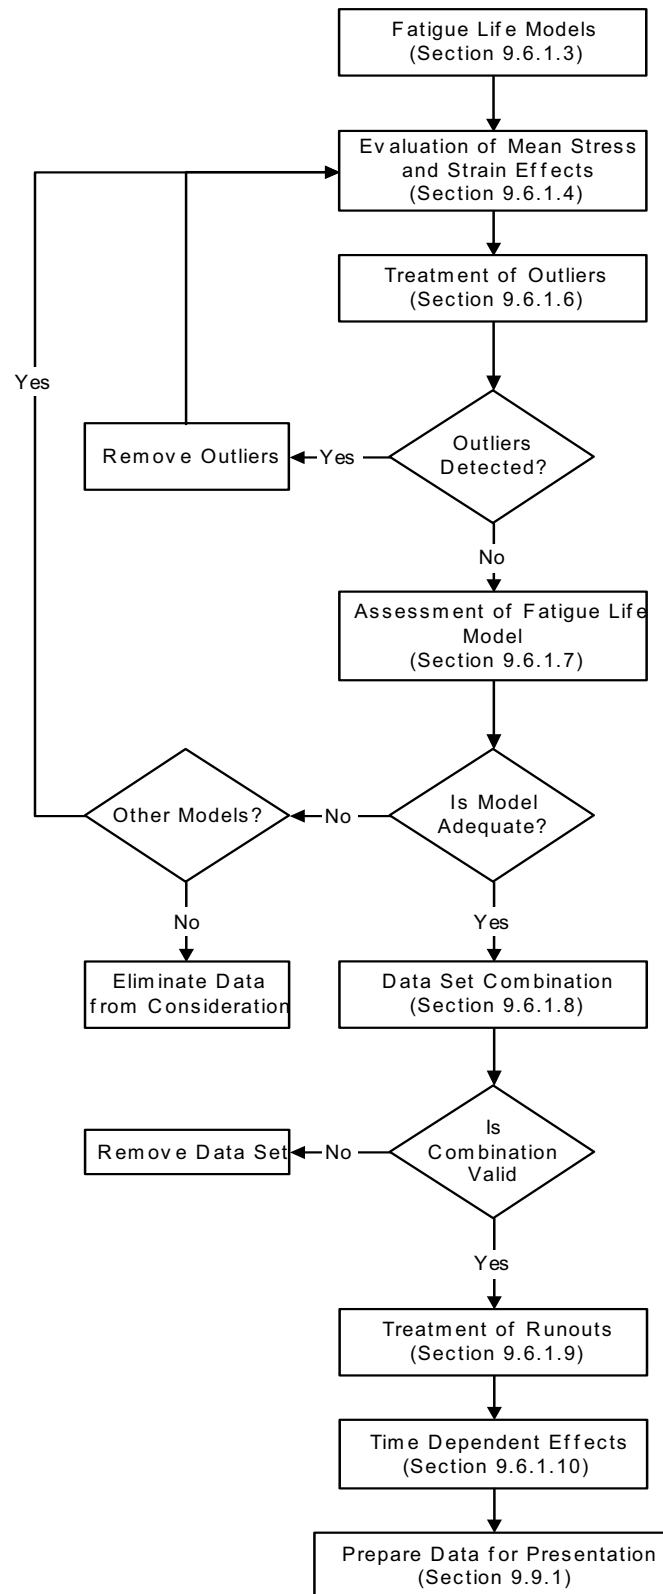 Fatigue Life Models
(Section 9.6.1.3)
Evaluation of Mean Stress
and Strain Effects
(Section 9.6.1.4)
Treatment of Outliers
(Section 9.6.1.6)
Yes
Remove Outliers
Yes
Outliers
Detected?
No
Assessment of Fatigue Life
Model
(Section 9.6.1.7)
Other Models?
No
Is Model
Adequate?
No
Yes
Eliminate Data
from Consideration
Data Set Combination
(Section 9.6.1.8)
Remove Data Set
No
Is
Combination
Valid
Yes
Treatment of Runouts
(Section 9.6.1.9)
Time Dependent Effects
(Section 9.6.1.10)
Prepare Data for Presentation
(Section 9.9.1)